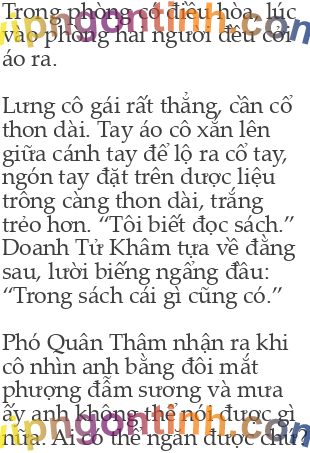 Trong phòng có điều hòa, lúc
vào phòng hai người đều cởi
áo ra.
Lưng cô gái rất thẳng, cần cổ
thon dài. Tay áo cô xắn lên
giữa cánh tay để lộ ra cổ tay,
ngón tay đặt trên dược liệu
trông càng thon dài, trắng
trẻo hơn. “Tôi biết đọc sách.”
Doanh Tử Khâm tựa về đằng
sau, lười biếng ngẩng đầu:
“Trong sách cái gì cũng có.”
Phó Quân Thâm nhận ra khi
cô nhìn anh bằng đôi mắt
phượng đẫm sương và mưa
ấy anh không thể nói được gì
nữa. Ai có thể ngăn được chứ?
vipngontinh.com
vipngontinh.com